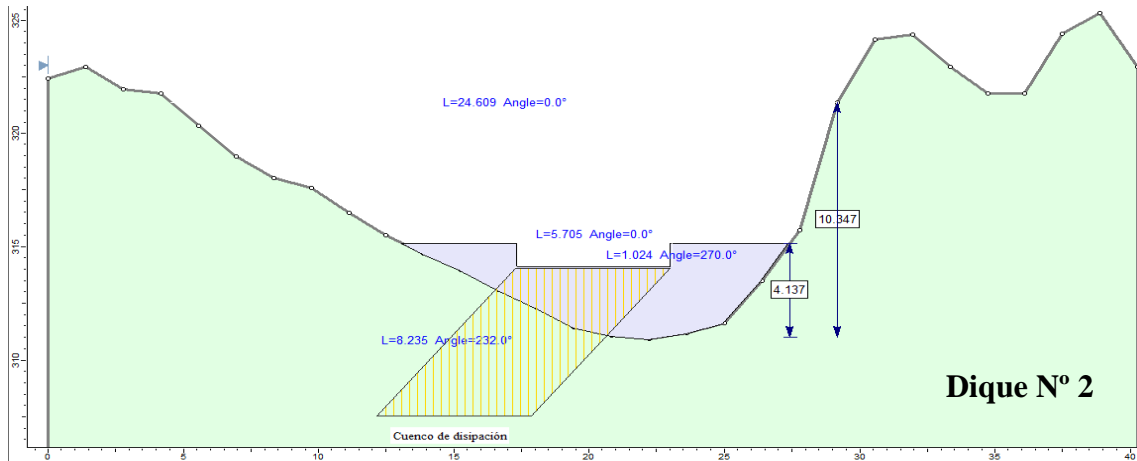 325
L=24.609 Angle=0.0°
320
10.347
L=5.705 Angle=0.0°
315
L=1.024 Angle=270.0°
4.137
L=8.235 Angle=232.0°
310
Dique Nº 2
Cuenco de disipación
0 5 10 15 20 25 30 35 40